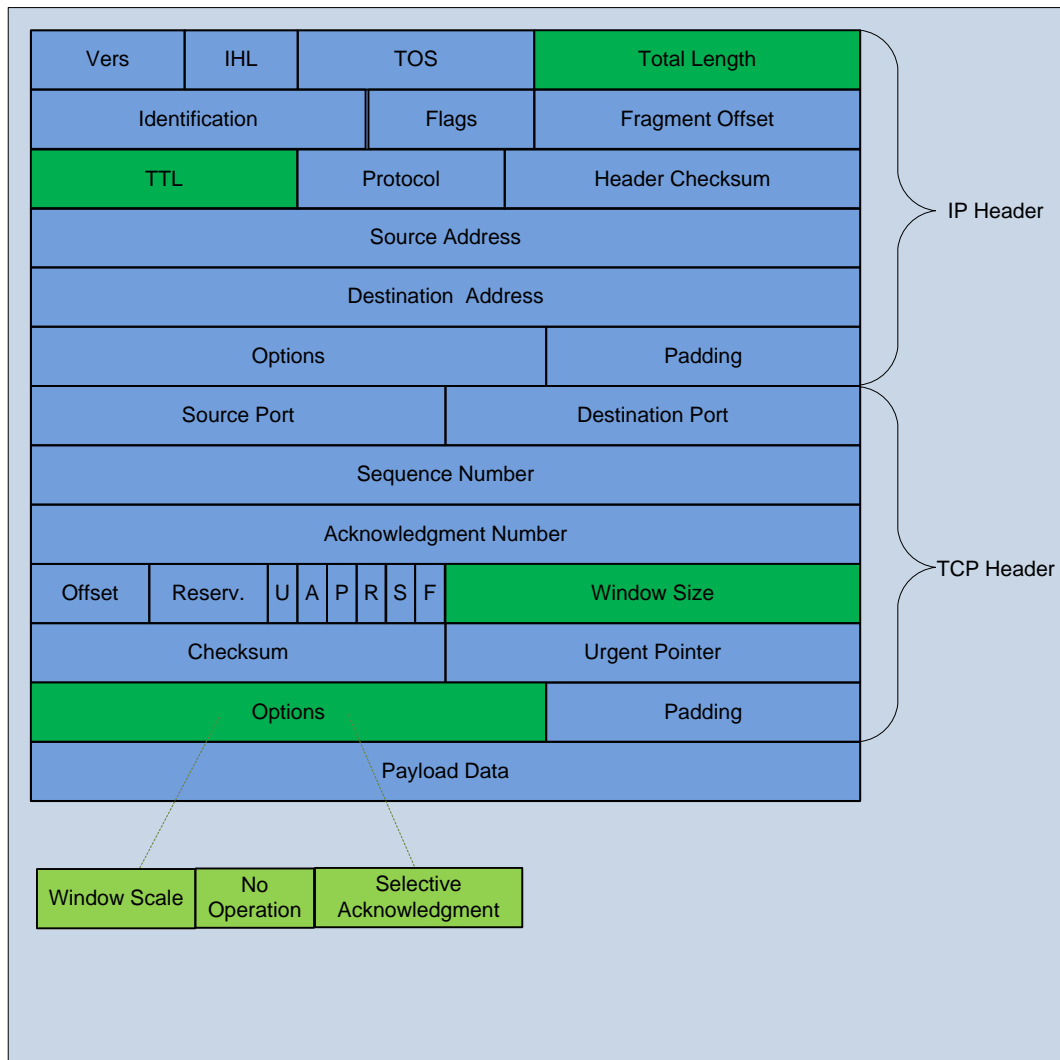 Vers IHL TOS Total Length
Identification Flags Fragment Offset
TTL Protocol Header Checksum
Source Address
Destination Address
Options Padding
IP Header
Source Port Destination Port
Sequence Number
Acknowledgment Number
Offset Reserv. U A P R S F Window Size
Checksum Urgent Pointer
Options Padding
TCP Header
Payload Data
Window Scale
No
Operation
Selective
Acknowledgment